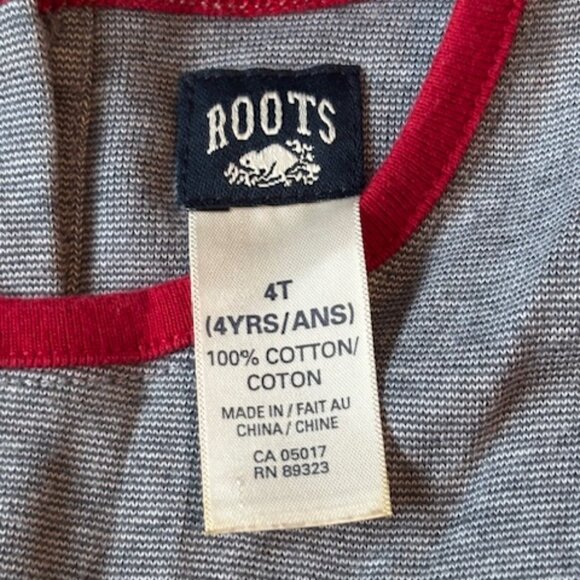 ROOTS
4T
(4YRS/ANS)
100% COTTON/
COTON
MADE IN / FAIT AU
CHINA / CHINE
CA 05017
RN 89323